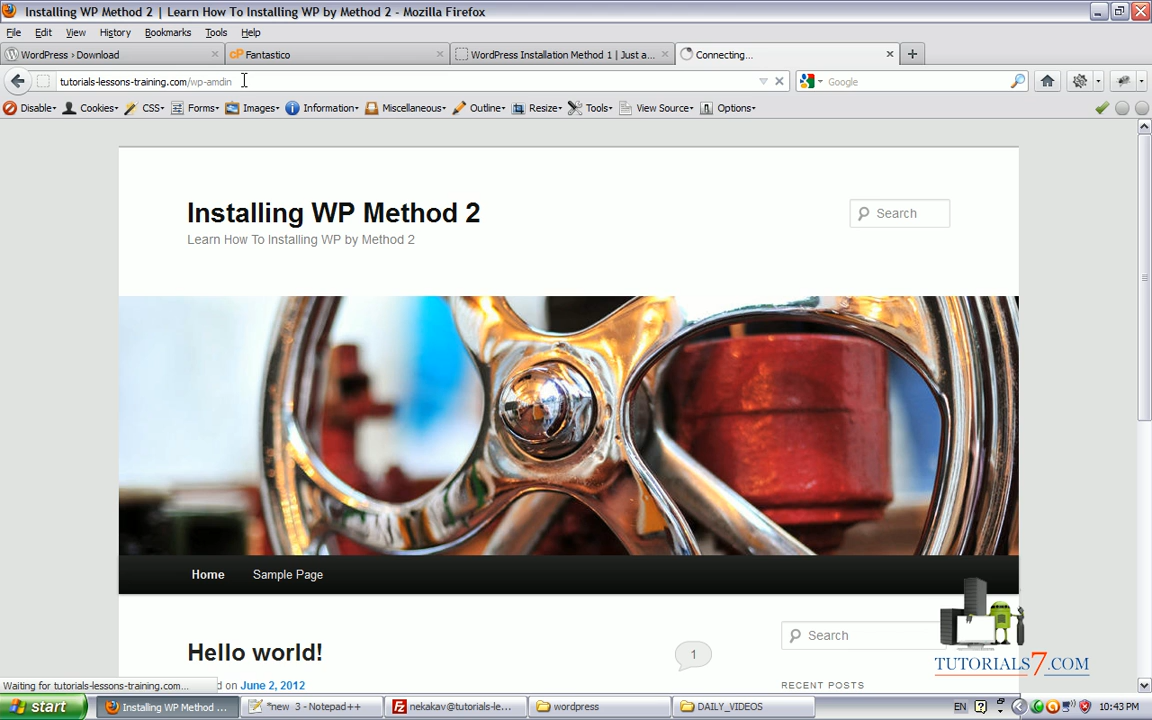 Installing WP Method 2 | Learn How To Installing WP by Method 2 - Mozilla Firefox
File Edit View History Bookmarks Tools Help
WordPress › Download
cP Fantastico
WordPress Installation Method 1 | Just a...
Connecting...
tutorials-lessons-training.com/wp-amdin
Google
Disable Cookies CSS Forms Images Information Miscellaneous Outline Resize Tools View Source Options
Installing WP Method 2
Learn How To Installing WP by Method 2
Search
Home Sample Page
Hello world!
1
Search
d on June 2, 2012
RECENT POSTS
TUTORIALS7.COM
Waiting for tutorials-lessons-training.com...
start
Installing WP Method ...
*new 3 - Notepad++
nekakav@tutorials-le...
wordpress
DAILY_VIDEOS
EN
10:43 PM